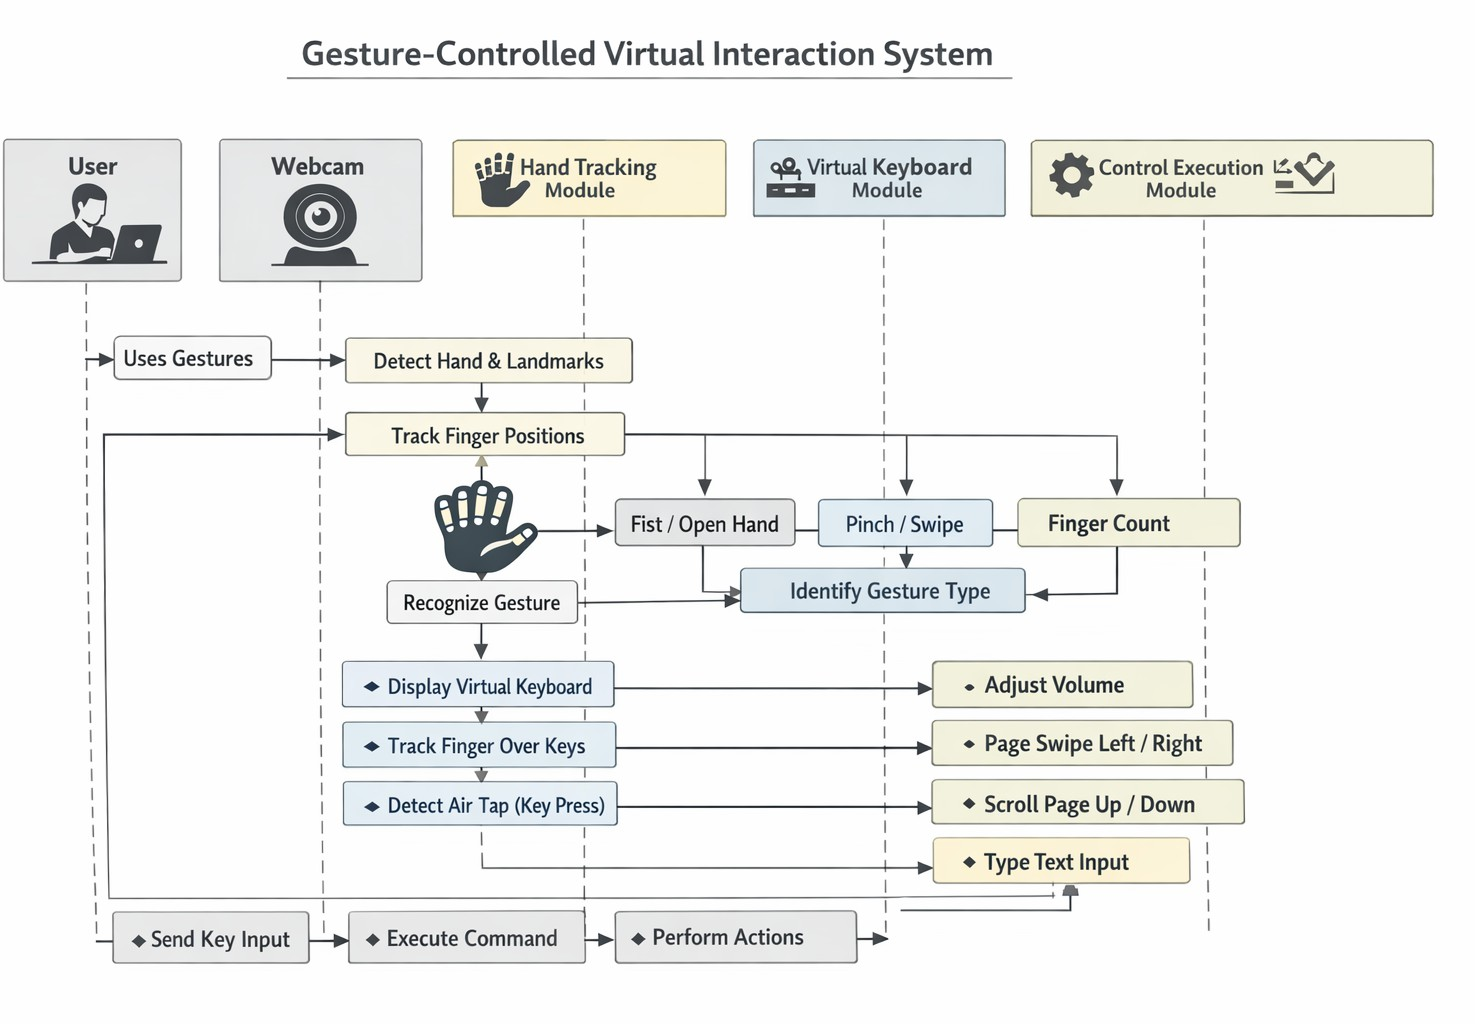 Gesture-Controlled Virtual Interaction System
User
Webcam
Hand Tracking
Module
Virtual Keyboard
Module
Control Execution
Module
Uses Gestures
Detect Hand & Landmarks
Track Finger Positions
Fist / Open Hand
Pinch / Swipe
Finger Count
Identify Gesture Type
Recognize Gesture
Display Virtual Keyboard
Adjust Volume
Track Finger Over Keys
Page Swipe Left / Right
Detect Air Tap (Key Press)
Scroll Page Up / Down
Type Text Input
Send Key Input
Execute Command
Perform Actions